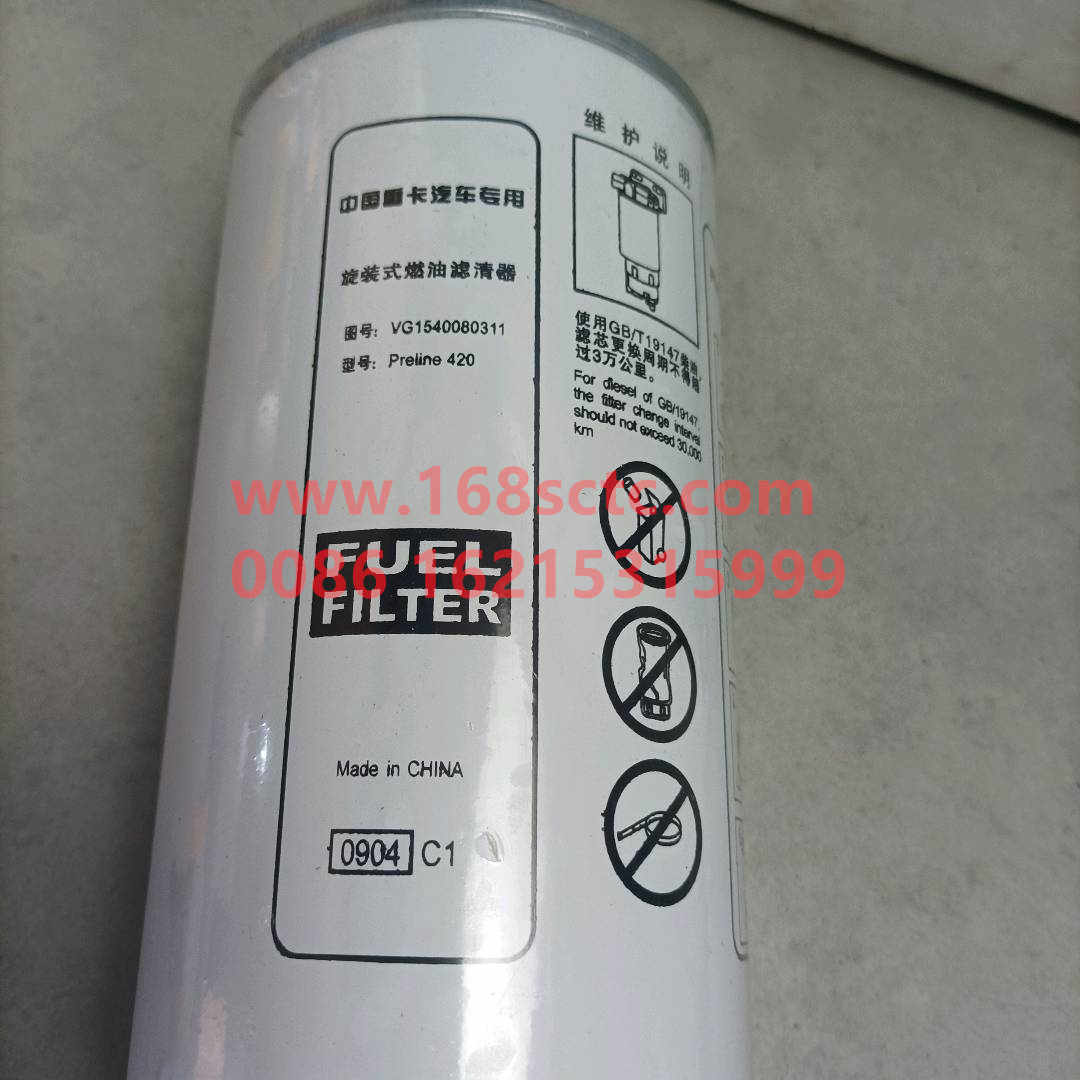 中国重卡汽车专用
旋装式燃油滤清器
图号: VG1540080311
型号: Preline 420
FUEL
FILTER
Made in CHINA
0904 C1
维护说明
使用GB/T19147柴油,
滤芯更换周期不得超
过3万公里。
For diesel of GB/19147,
the filter change interval
should not exceed 30,000
km
www.168scts.com
0086 16215315999